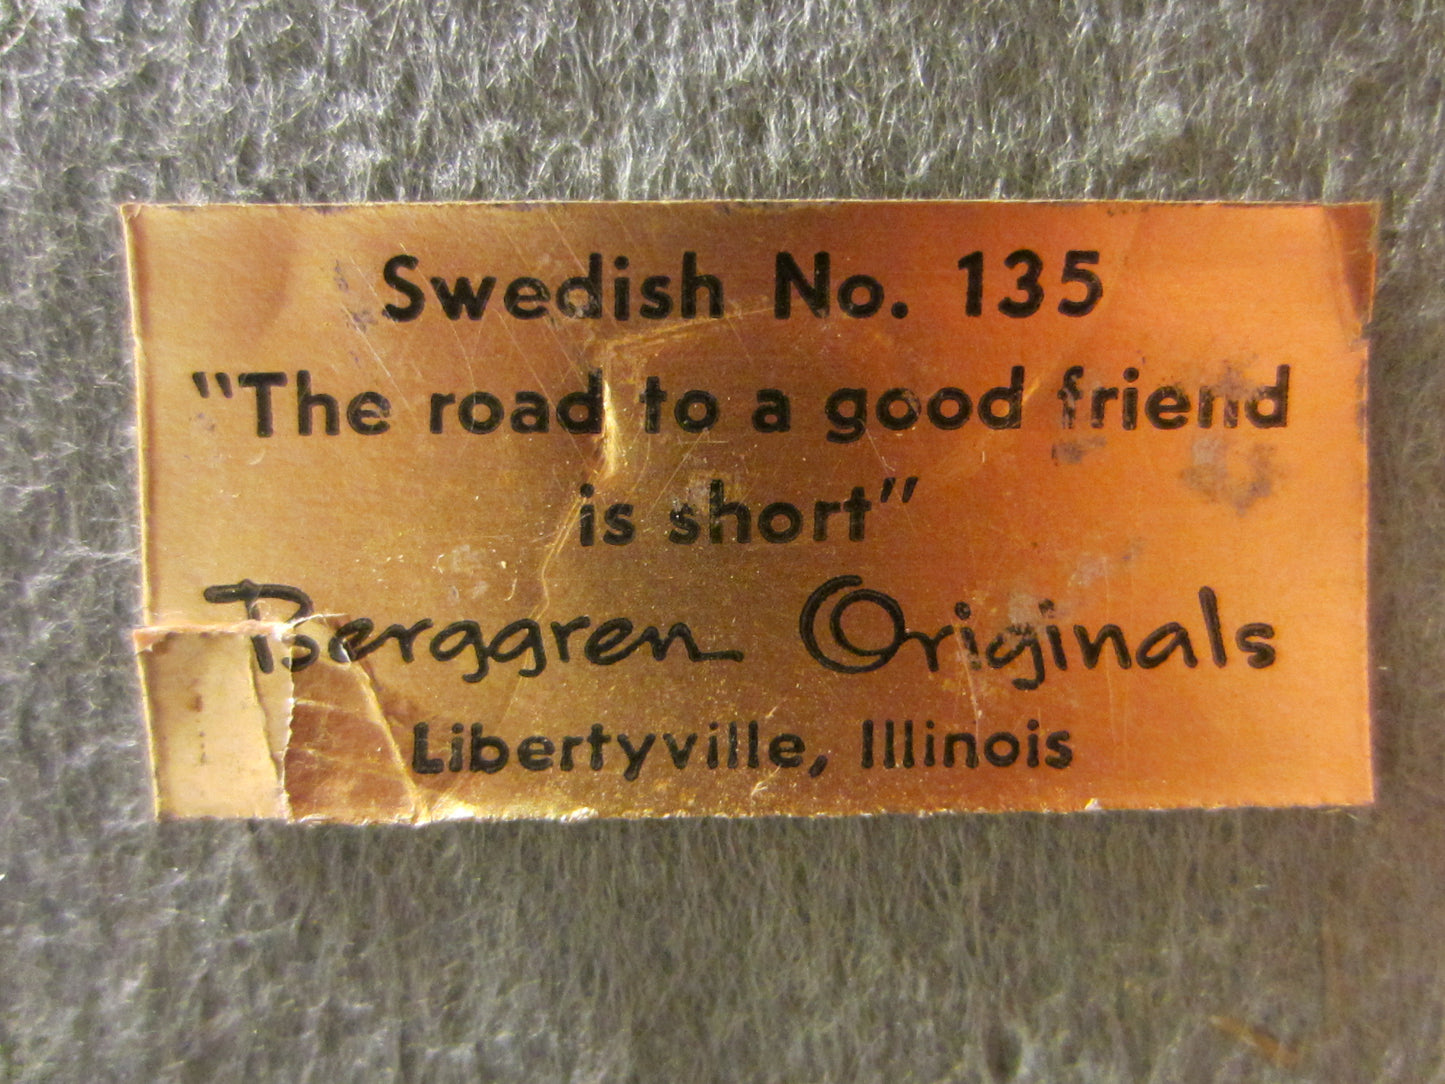 Swedish No. 135
"The road to a good friend
is short"
Berggren Originals
Libertyville, Illinois